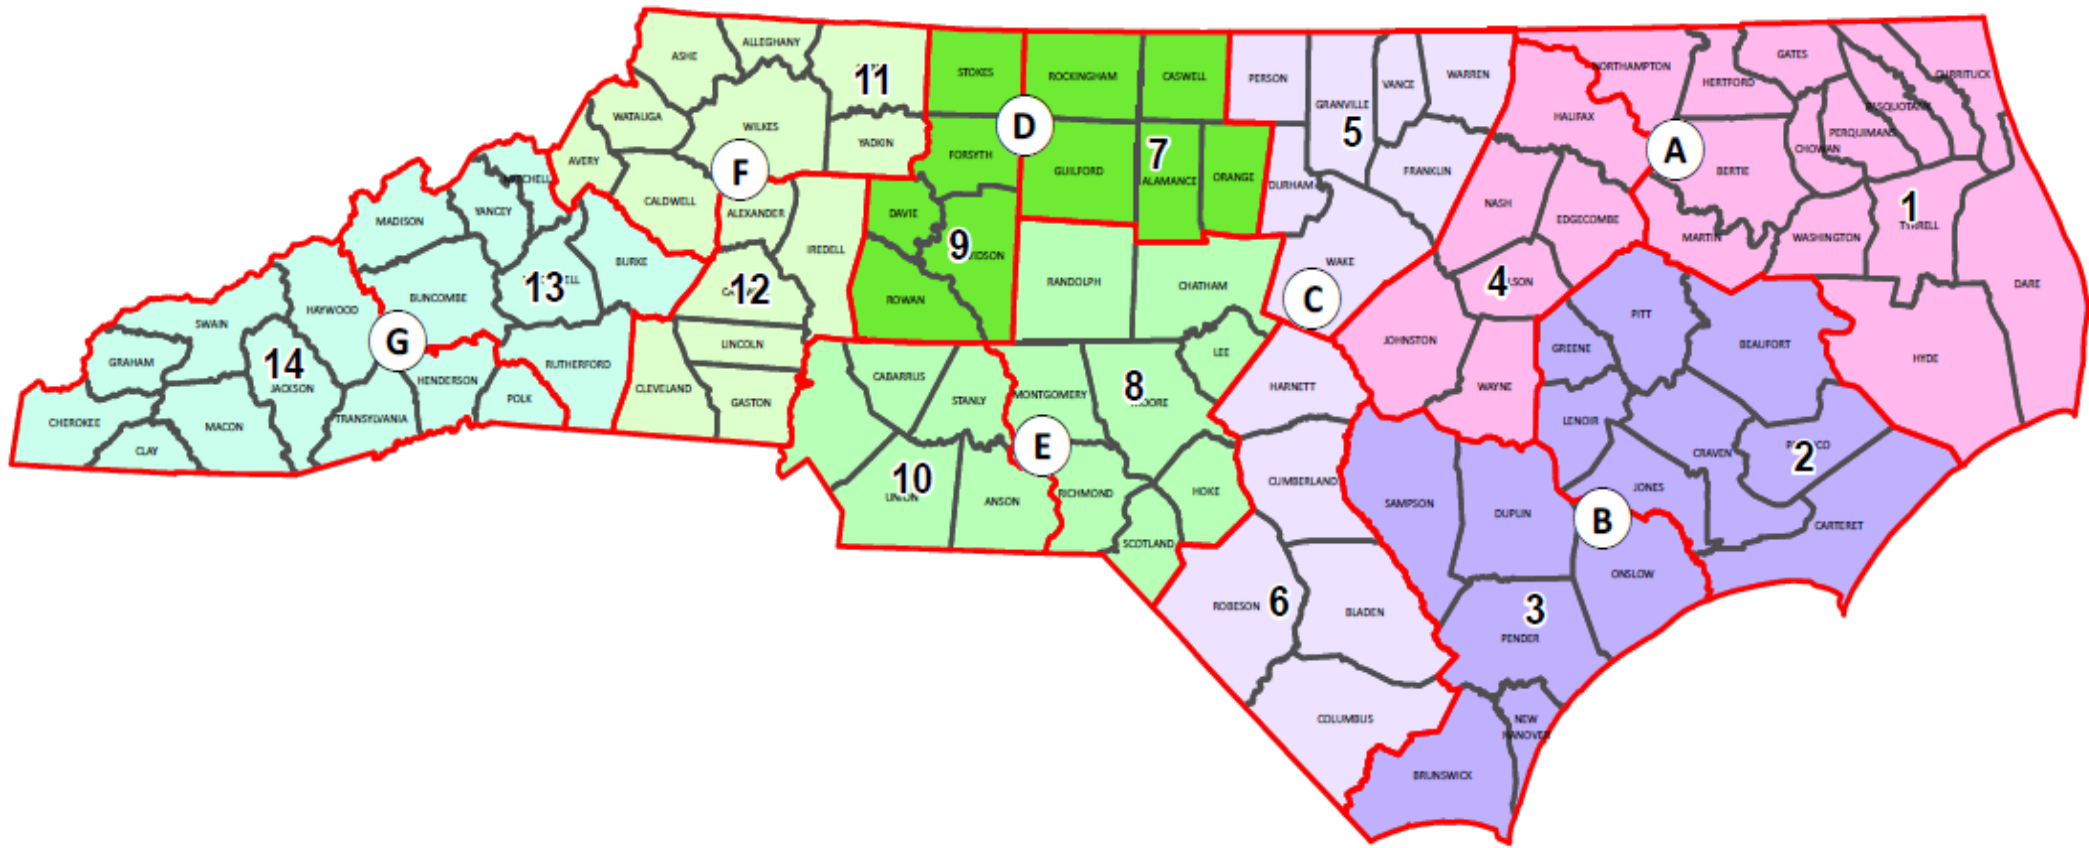 ASHE
ALLEGHANY
11
STOKES
ROCKINGHAM
CASWELL
PERSON
GRANVILLE
VANCE
WARREN
NORTHAMPTON
HERTFORD
GATES
CURRITUCK
PASQUOTANK
PERQUIMANS
CHOWAN
HALIFAX
A
BERTIE
WATAUGA
WILKES
YADKIN
D
FORSYTH
GUILFORD
7
ALAMANCE
ORANGE
DURHAM
5
FRANKLIN
NASH
EDGECOMBE
MARTIN
WASHINGTON
1
TYRRELL
DARE
AVERY
F
CALDWELL
ALEXANDER
IREDELL
DAVIE
9
ROWAN
MITCHELL
YANCEY
MADISON
BURKE
BUNCOMBE
13
12
RANDOLPH
CHATHAM
WAKE
C
4
JOHNSTON
WAYNE
PITT
GREENE
BEAUFORT
HYDE
SWAIN
HAYWOOD
G
GRAHAM
14
JACKSON
HENDERSON
RUTHERFORD
POLK
TRANSYLVANIA
MACON
CHEROKEE
CLAY
LINCOLN
CLEVELAND
GASTON
CABARRUS
STANLY
MONTGOMERY
8
LEE
HARNETT
LENOIR
CRAVEN
2
JONES
CARTERET
10
UNION
ANSON
E
RICHMOND
HOKE
SCOTLAND
CUMBERLAND
SAMPSON
DUPLIN
B
ONSLOW
ROBESON
6
BLADEN
3
PENDER
COLUMBUS
NEW
HANOVER
BRUNSWICK